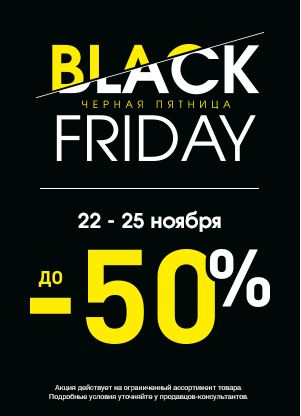 BLACK
ЧЕРНАЯ ПЯТНИЦА
FRIDAY
22 - 25 ноября
до
-50%
Акция действует на ограниченный ассортимент товара.
Подробные условия уточняйте у продавцов-консультантов.